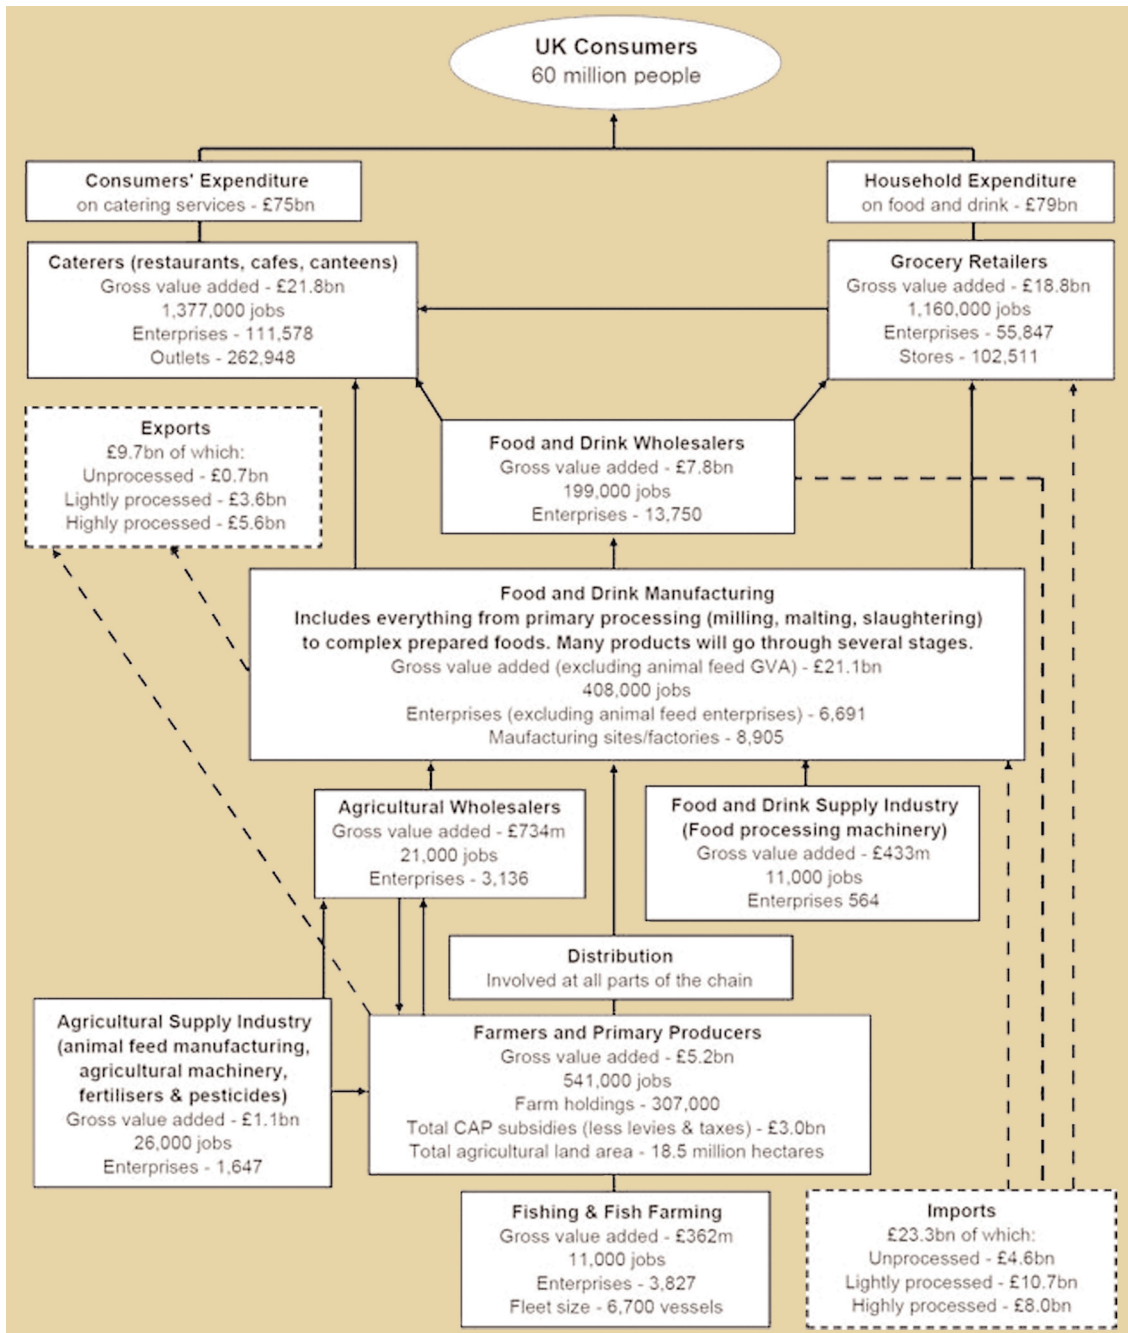 UK Consumers
60 million people
Consumers' Expenditure
on catering services - £75bn
Household Expenditure
on food and drink - £79bn
Caterers (restaurants, cafes, canteens)
Gross value added - £21.8bn
1,377,000 jobs
Enterprises - 111,578
Outlets - 262,948
Grocery Retailers
Gross value added - £18.8bn
1,160,000 jobs
Enterprises - 55,847
Stores - 102,511
Exports
£9.7bn of which:
Unprocessed - £0.7bn
Lightly processed - £3.6bn
Highly processed - £5.6bn
Food and Drink Wholesalers
Gross value added - £7.8bn
199,000 jobs
Enterprises - 13,750
Food and Drink Manufacturing
Includes everything from primary processing (milling, malting, slaughtering)
to complex prepared foods. Many products will go through several stages.
Gross value added (excluding animal feed GVA) - £21.1bn
408,000 jobs
Enterprises (excluding animal feed enterprises) - 6,691
Maufacturing sites/factories - 8,905
Agricultural Wholesalers
Gross value added - £734m
21,000 jobs
Enterprises - 3,136
Food and Drink Supply Industry
(Food processing machinery)
Gross value added - £433m
11,000 jobs
Enterprises 564
Distribution
Involved at all parts of the chain
Agricultural Supply Industry
(animal feed manufacturing,
agricultural machinery,
fertilisers & pesticides)
Gross value added - £1.1bn
26,000 jobs
Enterprises - 1,647
Farmers and Primary Producers
Gross value added - £5.2bn
541,000 jobs
Farm holdings - 307,000
Total CAP subsidies (less levies & taxes) - £3.0bn
Total agricultural land area - 18.5 million hectares
Fishing & Fish Farming
Gross value added - £362m
11,000 jobs
Enterprises - 3,827
Fleet size - 6,700 vessels
Imports
£23.3bn of which:
Unprocessed - £4.6bn
Lightly processed - £10.7bn
Highly processed - £8.0bn